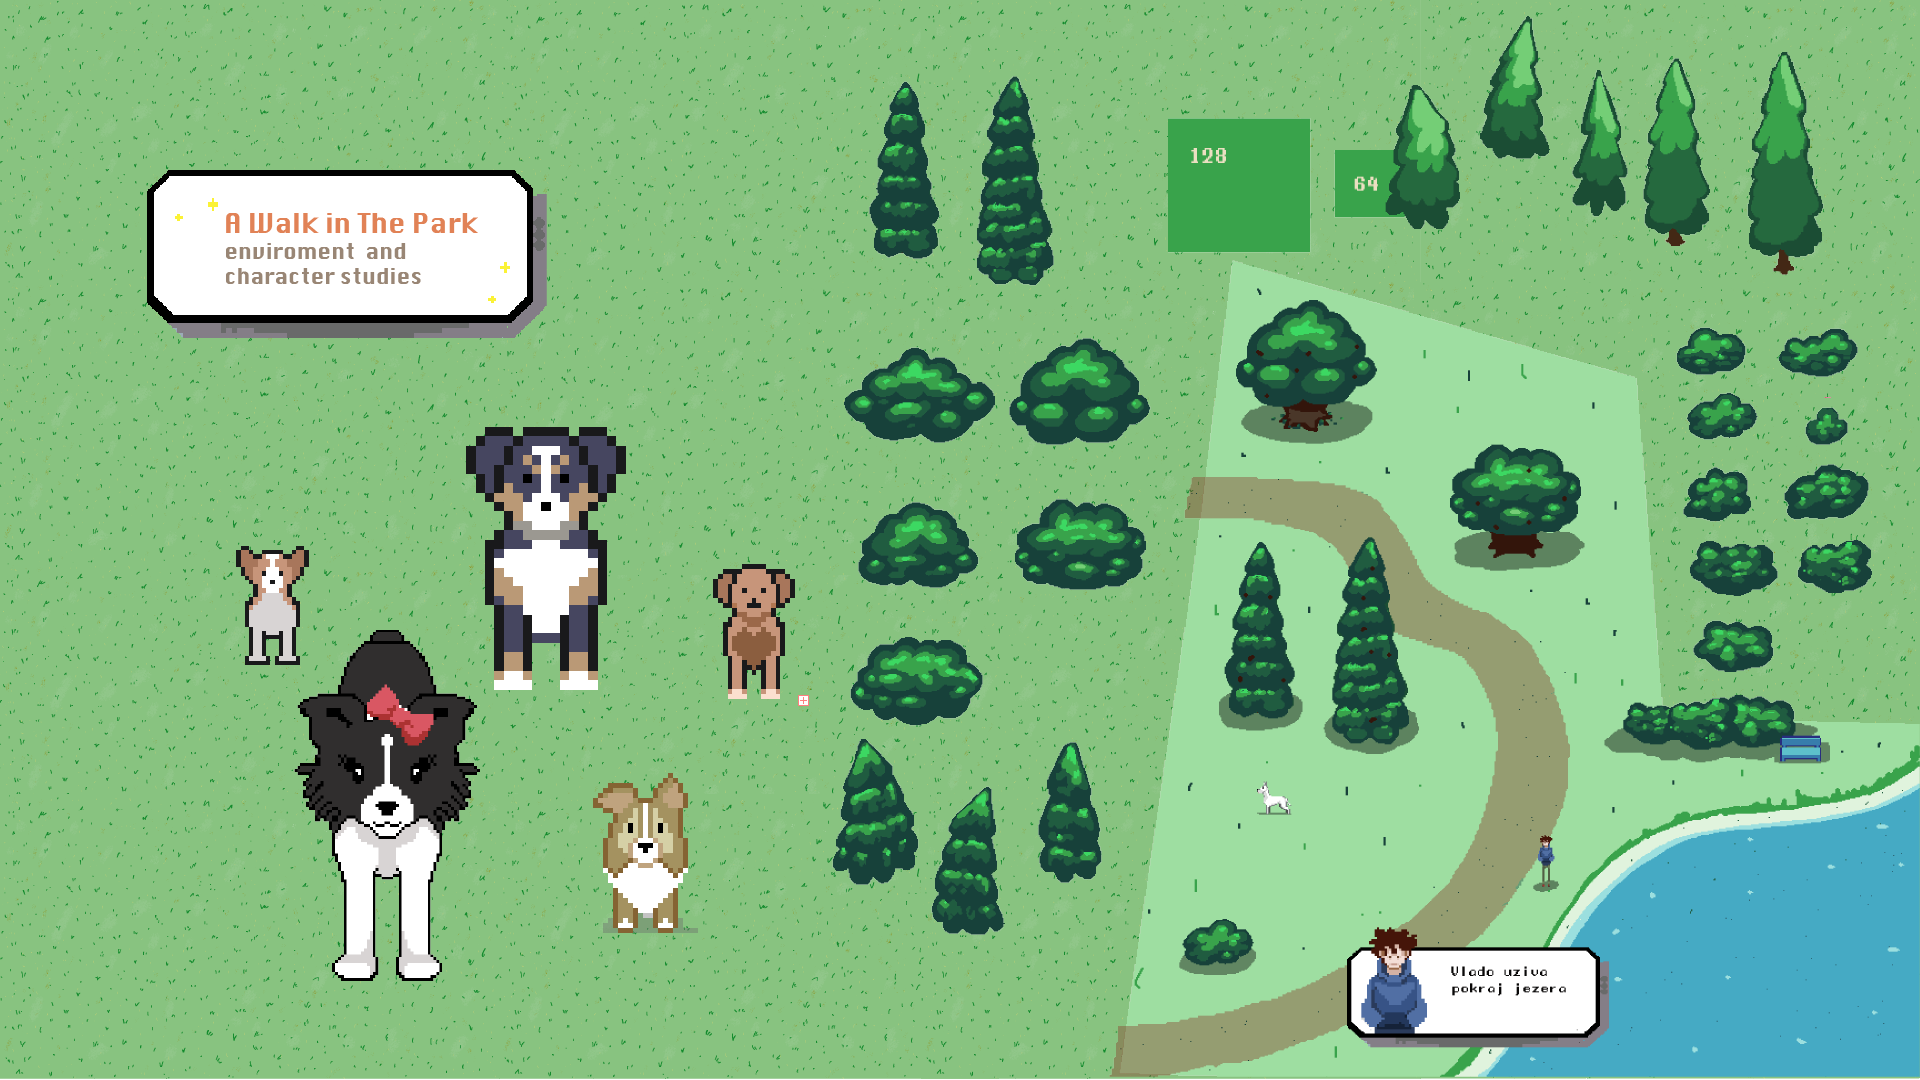 A Walk in The Park
enviroment and
character studies
128
64
Vlado uziva
pokraj jezera